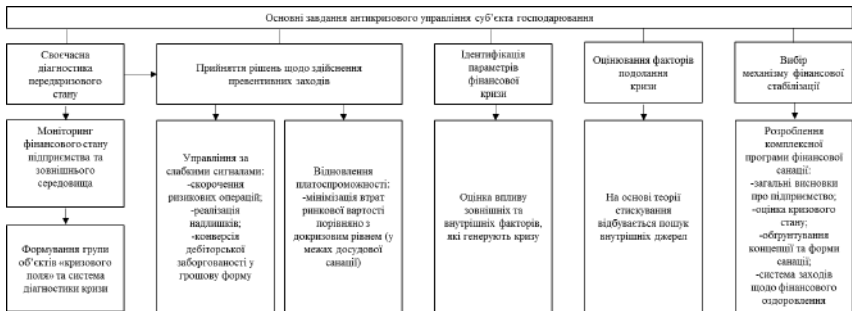 Основні завдання антикризового управління суб’єкта господарювання
Своєчасна
діагностика
передкризового
стану
Прийняття рішень щодо здійснення
превентивних заходів
Ідентифікація
параметрів
фінансової
кризи
Оцінювання факторів
подолання
кризи
Вибір
механізму фінансової
стабілізації
Моніторинг
фінансового стану
підприємства та
зовнішнього
середовища
Формування групи
об’єктів «кризового
поля» та система
діагностики кризи
Управління за
слабкими сигналами:
-скорочення
ризикових операцій;
-реалізація
надлишків;
-конверсія
дебіторської
заборгованості у
грошову форму
Відновлення
платоспроможності:
-мінімізація втрат
ринкової вартості
порівняно з
докризовим рівнем (у
межах досудової
санації)
Оцінка впливу
зовнішніх та
внутрішніх факторів,
які генерують кризу
На основі теорії
стискування
відбувається пошук
внутрішніх джерел
Розроблення
комплексної
програми фінансової
санації:
-загальні висновки
про підприємство;
-оцінка кризового
стану;
-обґрунтування
концепції та форми
санації;
-система заходів
щодо фінансового
оздоровлення